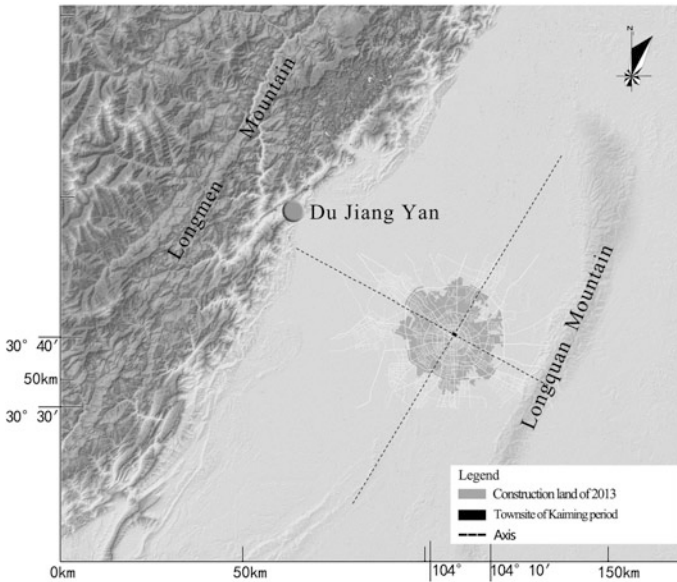 N
Longmen Mountain
Du Jiang Yan
Longquan Mountain
30° 40′
50km
30° 30′
Legend
Construction land of 2013
Townsite of Kaiming period
Axis
0km 50km 104° 104° 10′ 150km